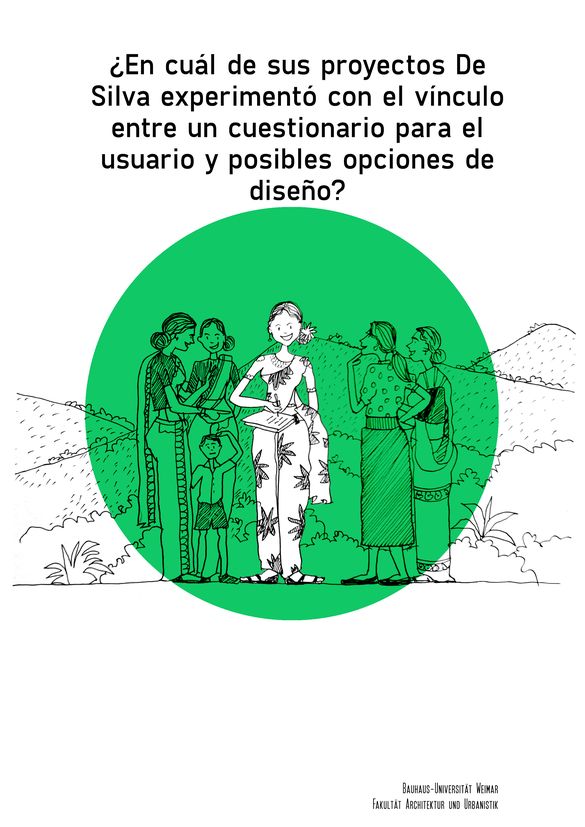 ¿En cuál de sus proyectos De
Silva experimentó con el vínculo
entre un cuestionario para el
usuario y posibles opciones de
diseño?
Bauhaus-Universität Weimar
Fakultät Architektur und Urbanistik